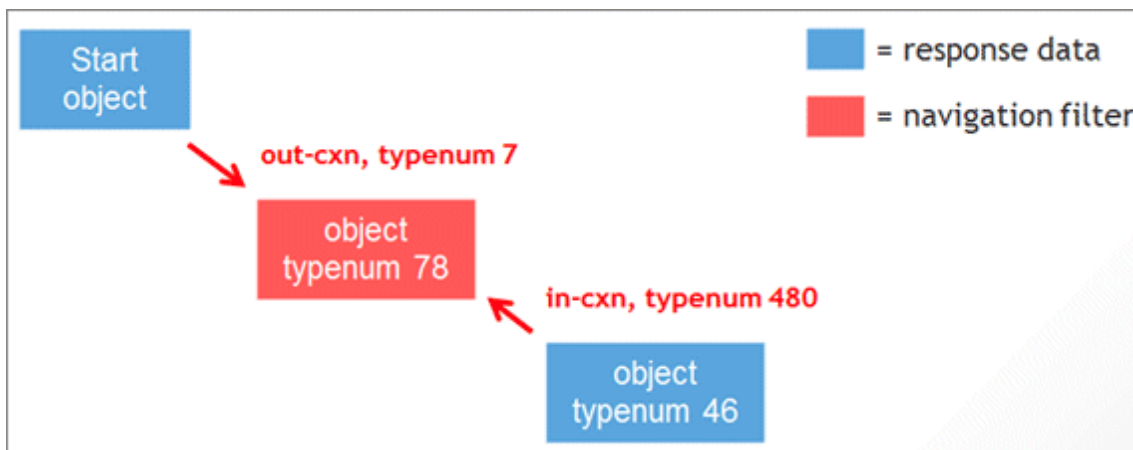 Start
object
= response data
= navigation filter
out-cxn, typenum 7
object
typenum 78
in-cxn, typenum 480
object
typenum 46